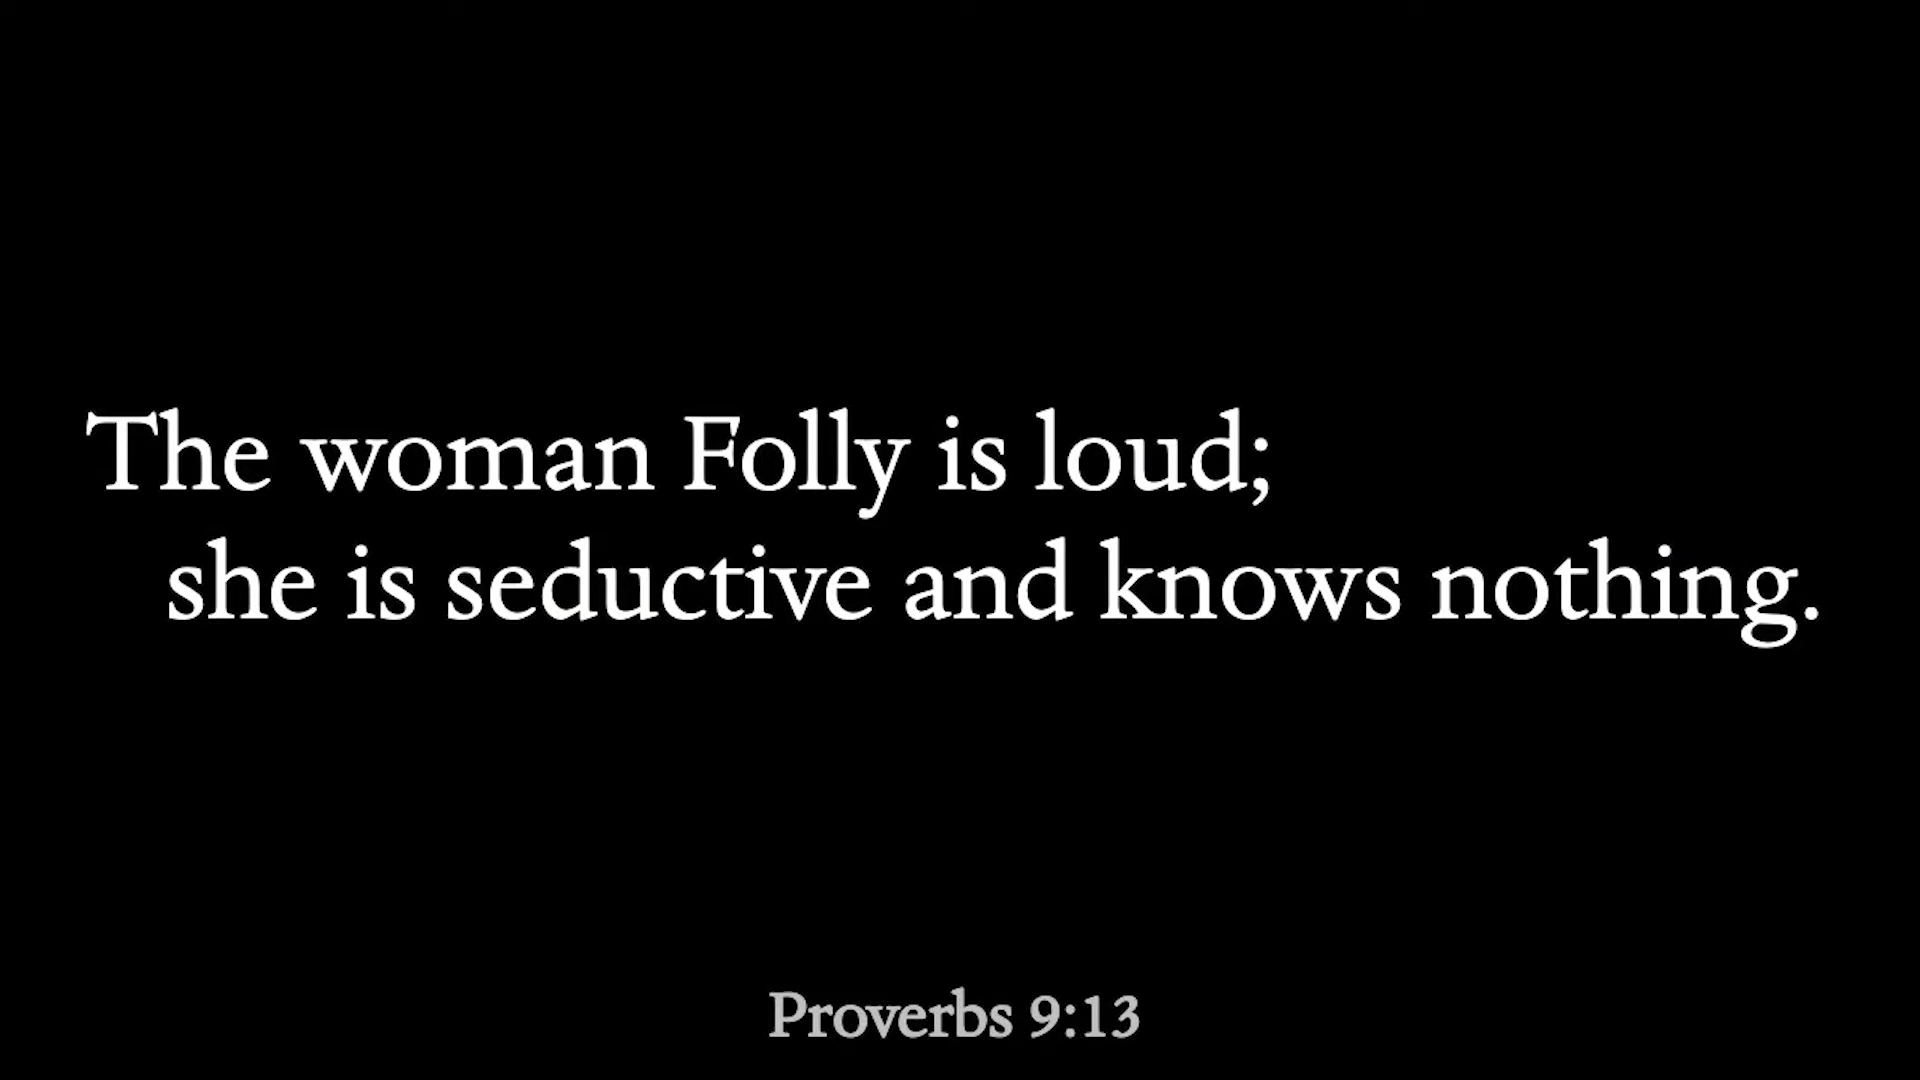 The woman Folly is loud;
she is seductive and knows nothing.
Proverbs 9:13